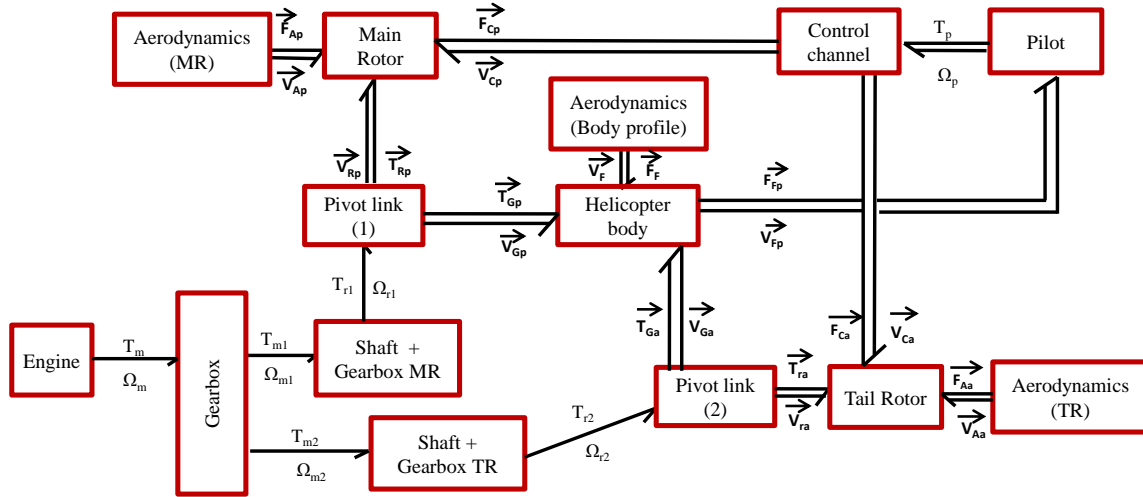 F_Ap
Aerodynamics
(MR)
V_Ap
Main
Rotor
F_Cp
V_Cp
Control
channel
T_p
Ω_p
Pilot
Aerodynamics
(Body profile)
V_F
F_F
V_Rp
T_Rp
Pivot link
(1)
T_Gp
V_Gp
Helicopter
body
F_Fp
V_Fp
T_r1
Ω_r1
T_Ga
V_Ga
F_Ca
V_Ca
Engine
T_m
Ω_m
Gearbox
T_m1
Ω_m1
Shaft +
Gearbox MR
Pivot link
(2)
T_ra
V_ra
Tail Rotor
F_Aa
V_Aa
Aerodynamics
(TR)
T_m2
Ω_m2
Shaft +
Gearbox TR
T_r2
Ω_r2